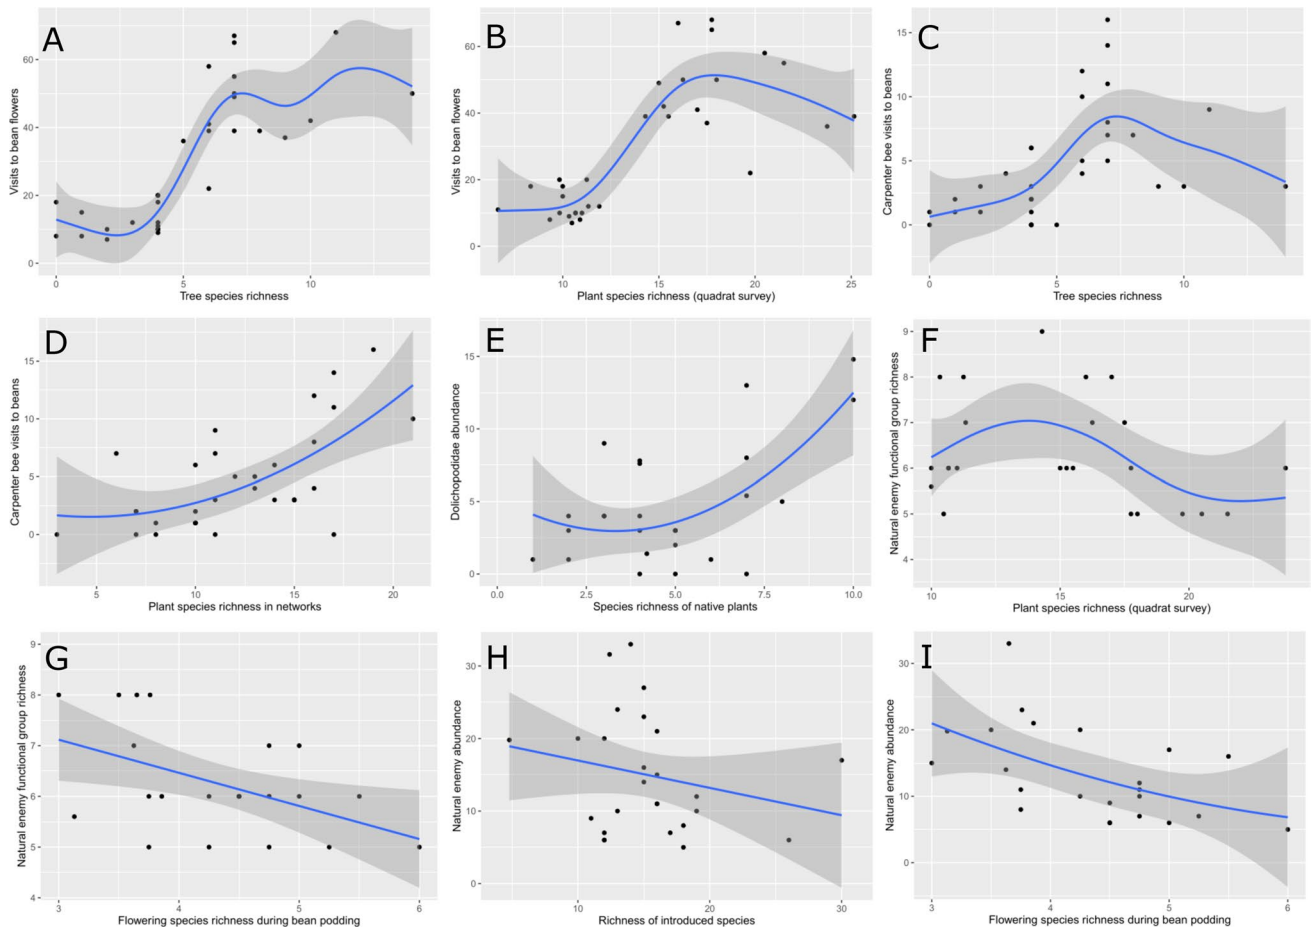 A
Visits to bean flowers
60
40
20
0
0
5
10
Tree species richness
B
Visits to bean flowers
60
40
20
0
10
15
20
25
Plant species richness (quadrat survey)
C
Carpenter bee visits to beans
15
10
5
0
0
5
10
Tree species richness
D
Carpenter bee visits to beans
15
10
5
0
5
10
15
20
Plant species richness in networks
E
Dolichopodidae abundance
15
10
5
0
0.0
2.5
5.0
7.5
10.0
Species richness of native plants
F
Natural enemy functional group richness
9
8
7
6
5
4
10
15
20
Plant species richness (quadrat survey)
G
Natural enemy functional group richness
9
8
7
6
5
4
3
4
5
6
Flowering species richness during bean podding
H
Natural enemy abundance
30
20
10
0
10
20
30
Richness of introduced species
I
Natural enemy abundance
30
20
10
0
3
4
5
6
Flowering species richness during bean podding